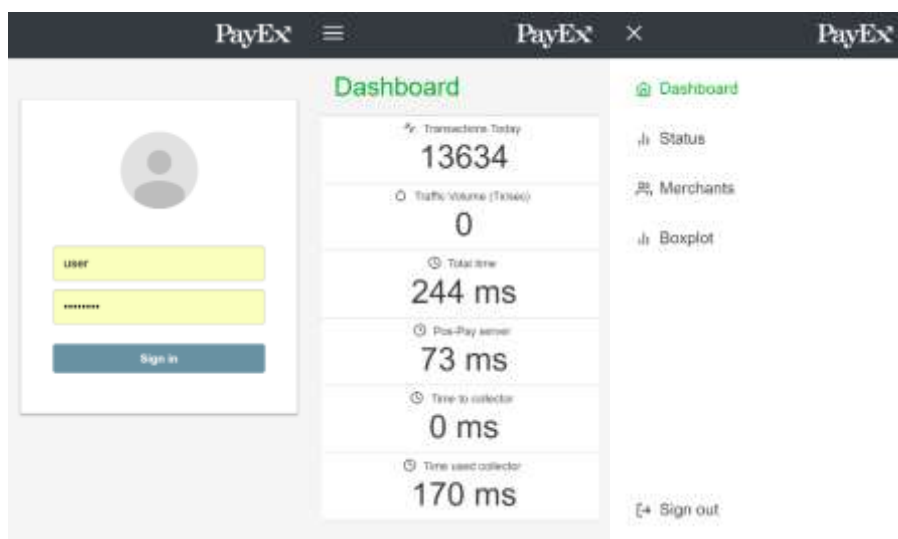 PayEx
user
Sign in
PayEx
Dashboard
Transactions Today
13634
Traffic Volume (Tx/sec)
0
Total time
244 ms
Pos-Pay server
73 ms
Time to collector
0 ms
Time used collector
170 ms
PayEx
Dashboard
Status
Merchants
Boxplot
Sign out